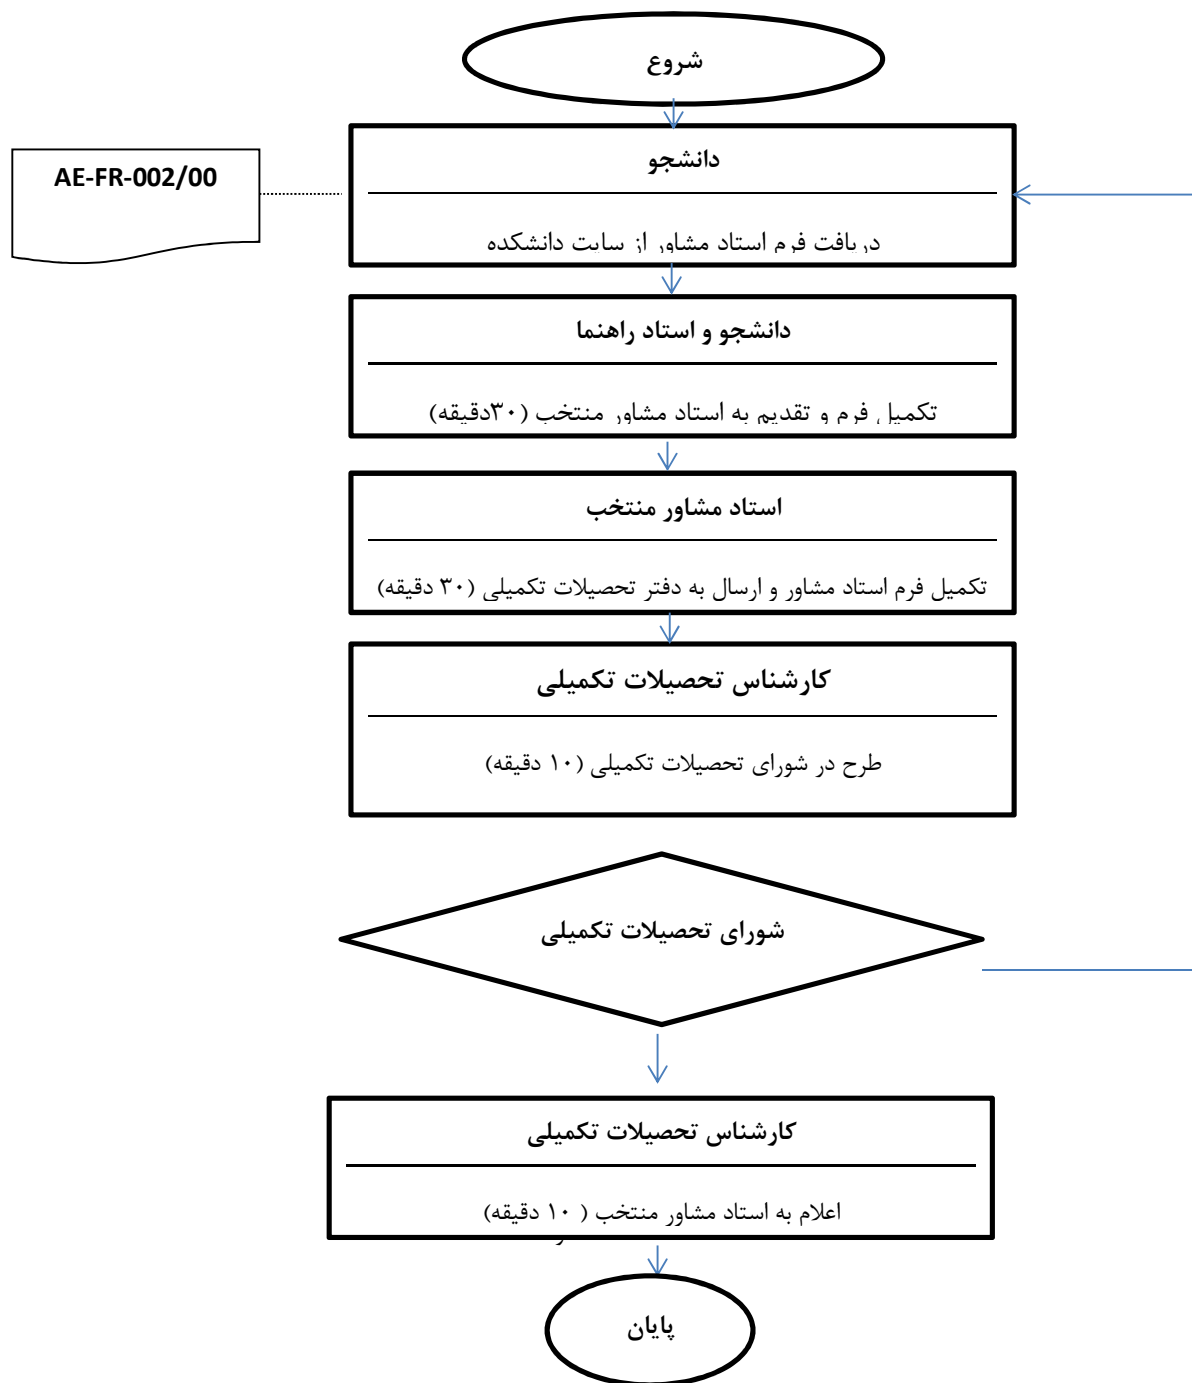 شروع
دانشجو
AE-FR-002/00
دریافت فرم استاد مشاور از سایت دانشکده
دانشجو و استاد راهنما
تکمیل فرم و تقدیم به استاد مشاور منتخب (۳۰دقیقه)
استاد مشاور منتخب
تکمیل فرم استاد مشاور و ارسال به دفتر تحصیلات تکمیلی (۳۰ دقیقه)
کارشناس تحصیلات تکمیلی
طرح در شورای تحصیلات تکمیلی (۱۰ دقیقه)
شورای تحصیلات تکمیلی
کارشناس تحصیلات تکمیلی
اعلام به استاد مشاور منتخب ( ۱۰ دقیقه)
پایان